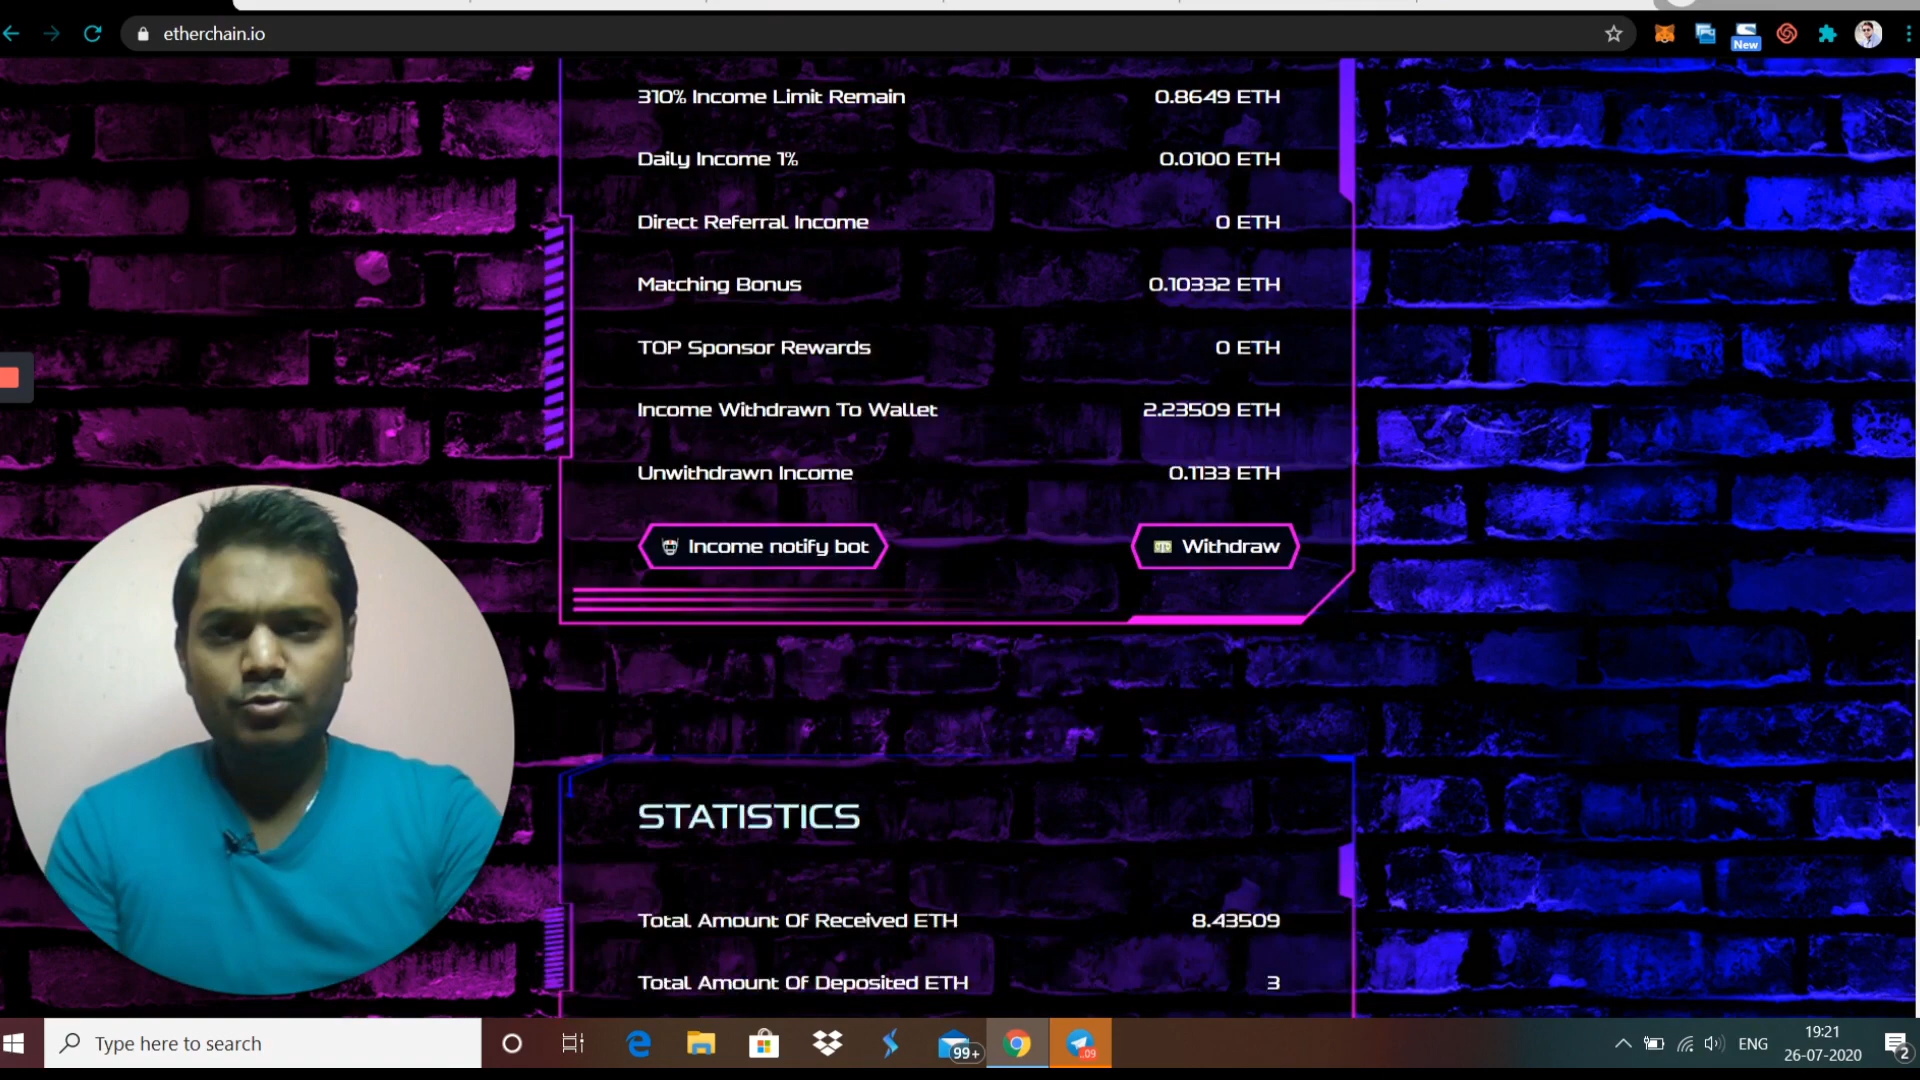 etherchain.io
New
310% Income Limit Remain 0.8649 ETH
Daily Income 1% 0.0100 ETH
Direct Referral Income 0 ETH
Matching Bonus 0.10332 ETH
TOP Sponsor Rewards 0 ETH
Income Withdrawn To Wallet 2.23509 ETH
Unwithdrawn Income 0.1133 ETH
Income notify bot Withdraw
STATISTICS
Total Amount Of Received ETH 8.43509
Total Amount Of Deposited ETH 3
Type here to search
99+
..09
ENG
19:21
26-07-2020
2